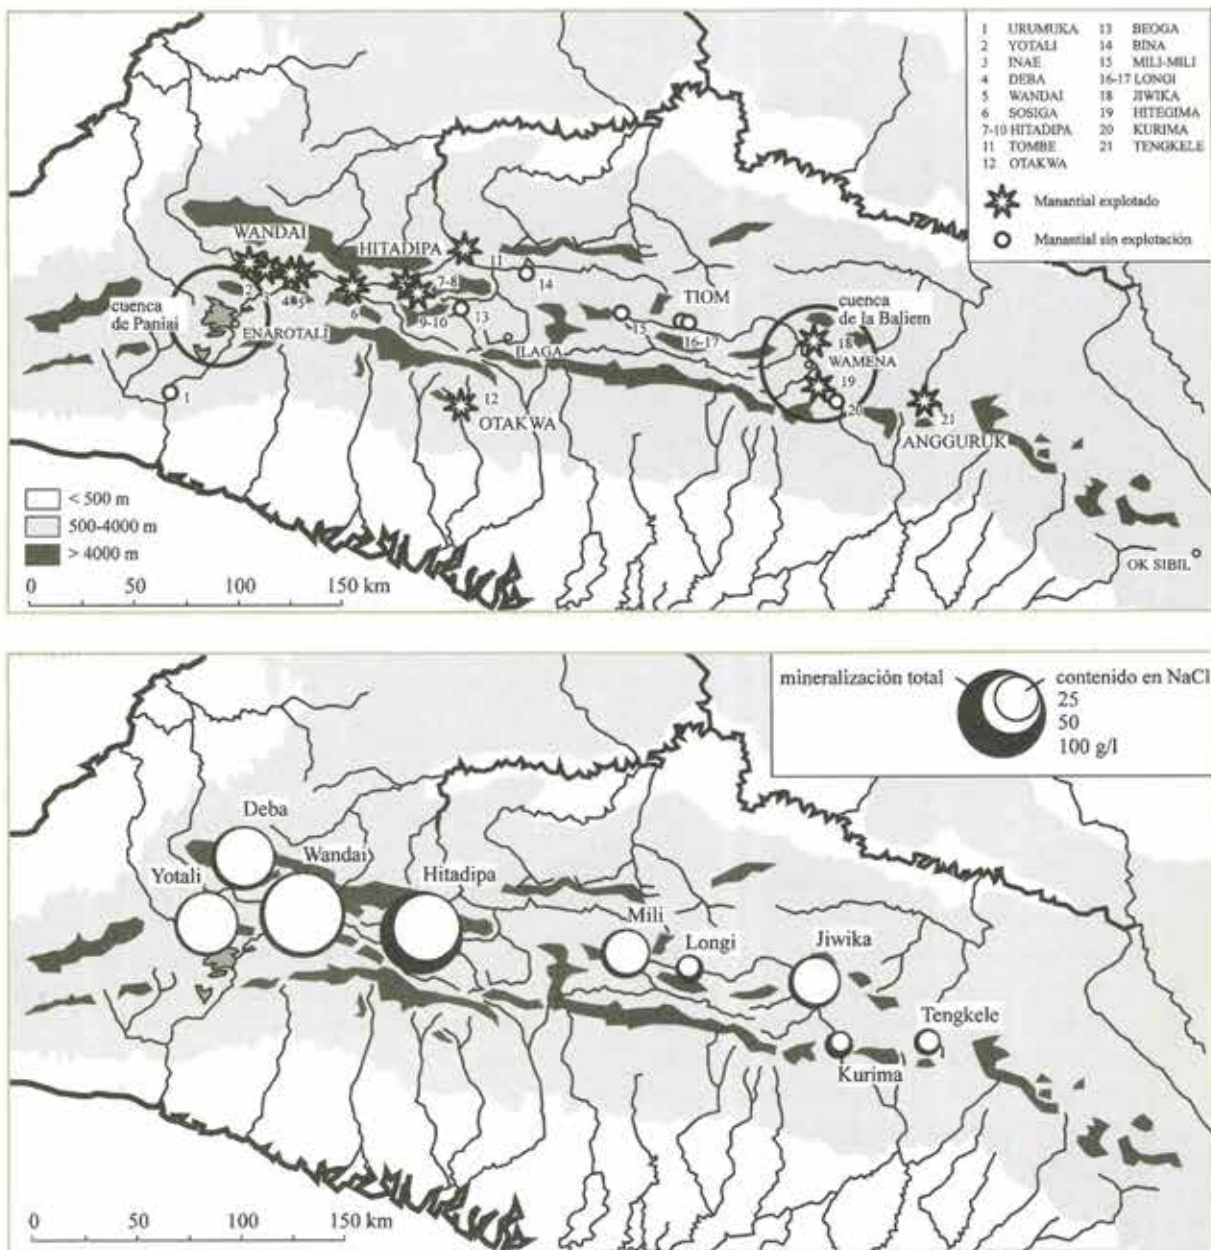 1 URUMUKA 13 BEOGA
2 YOTALI 14 BINA
3 INAE 15 MILI-MILI
4 DEBA 16-17 LONGI
5 WANDAI 18 JIWIKA
6 SOSIGA 19 HITEGIMA
7-10 HITADIPA 20 KURIMA
11 TOMBE 21 TENGKELE
12 OTAKWA
Manantial explotado
Manantial sin explotación
WANDAI
HITADIPA
11
2
4
5
7-8
14
TIOM
cuenca
de la Baliem
cuenca
de Paniai
ENAROTALI
6
9-10
13
15
16-17
18
ILAGA
WAMENA
19
1
12
20
21
OTAKWA
ANGGURUK
OK SIBIL
< 500 m
500-4000 m
> 4000 m
0 50 100 150 km
mineralización total
contenido en NaCl
25
50
100 g/l
Deba
Wandai
Yotali
Hitadipa
Mili
Longi
Jiwika
Tengkele
Kurima
0 50 100 150 km